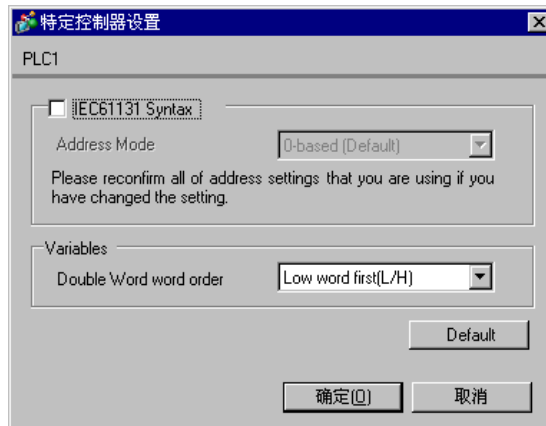 特定控制器设置
PLC1
IEC61131 Syntax
Address Mode
0-based (Default)
Please reconfirm all of address settings that you are using if you
have changed the setting.
Variables
Double Word word order
Low word first(L/H)
Default
确定(O)
取消